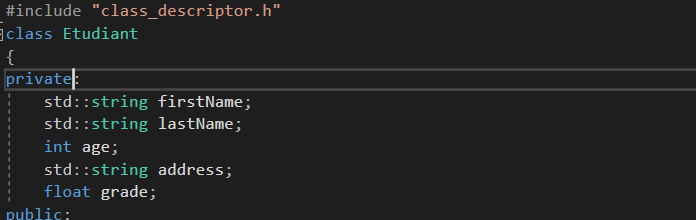 #include "class_descriptor.h"
class Etudiant
{
private:
std::string firstName;
std::string lastName;
int age;
std::string address;
float grade;
public: